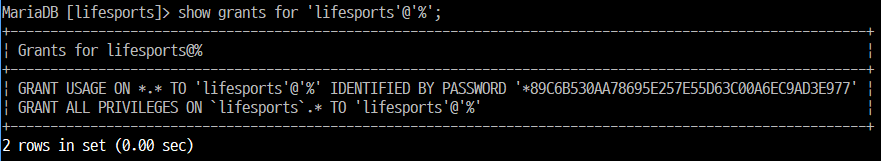 MariaDB [lifesports]> show grants for 'lifesports'@'%';
+--------------------------------------------------------------------------------------------------------+
| Grants for lifesports@% |
+--------------------------------------------------------------------------------------------------------+
| GRANT USAGE ON *.* TO 'lifesports'@'%' IDENTIFIED BY PASSWORD '*89C6B530AA78695E257E55D63C00A6EC9AD3E977' |
| GRANT ALL PRIVILEGES ON `lifesports`.* TO 'lifesports'@'%' |
+--------------------------------------------------------------------------------------------------------+
2 rows in set (0.00 sec)